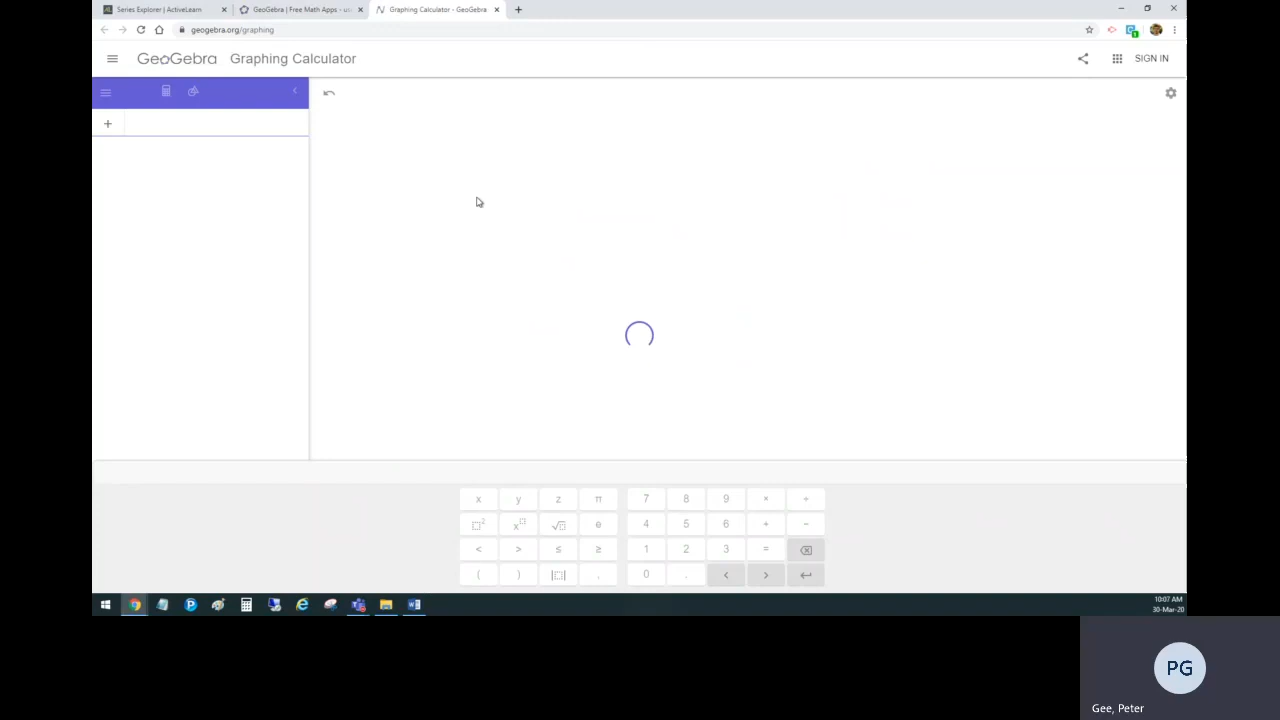 Series Explorer | ActiveLearn
GeoGebra | Free Math Apps - us
Graphing Calculator - GeoGebra
geogebra.org/graphing
GeoGebra Graphing Calculator
SIGN IN
+
x y z π 7 8 9 × ÷
√ e 4 5 6 + −
< > ≤ ≥ 1 2 3 =
( ) , 0 . < >
10:07 AM
30-Mar-20
PG
Gee, Peter